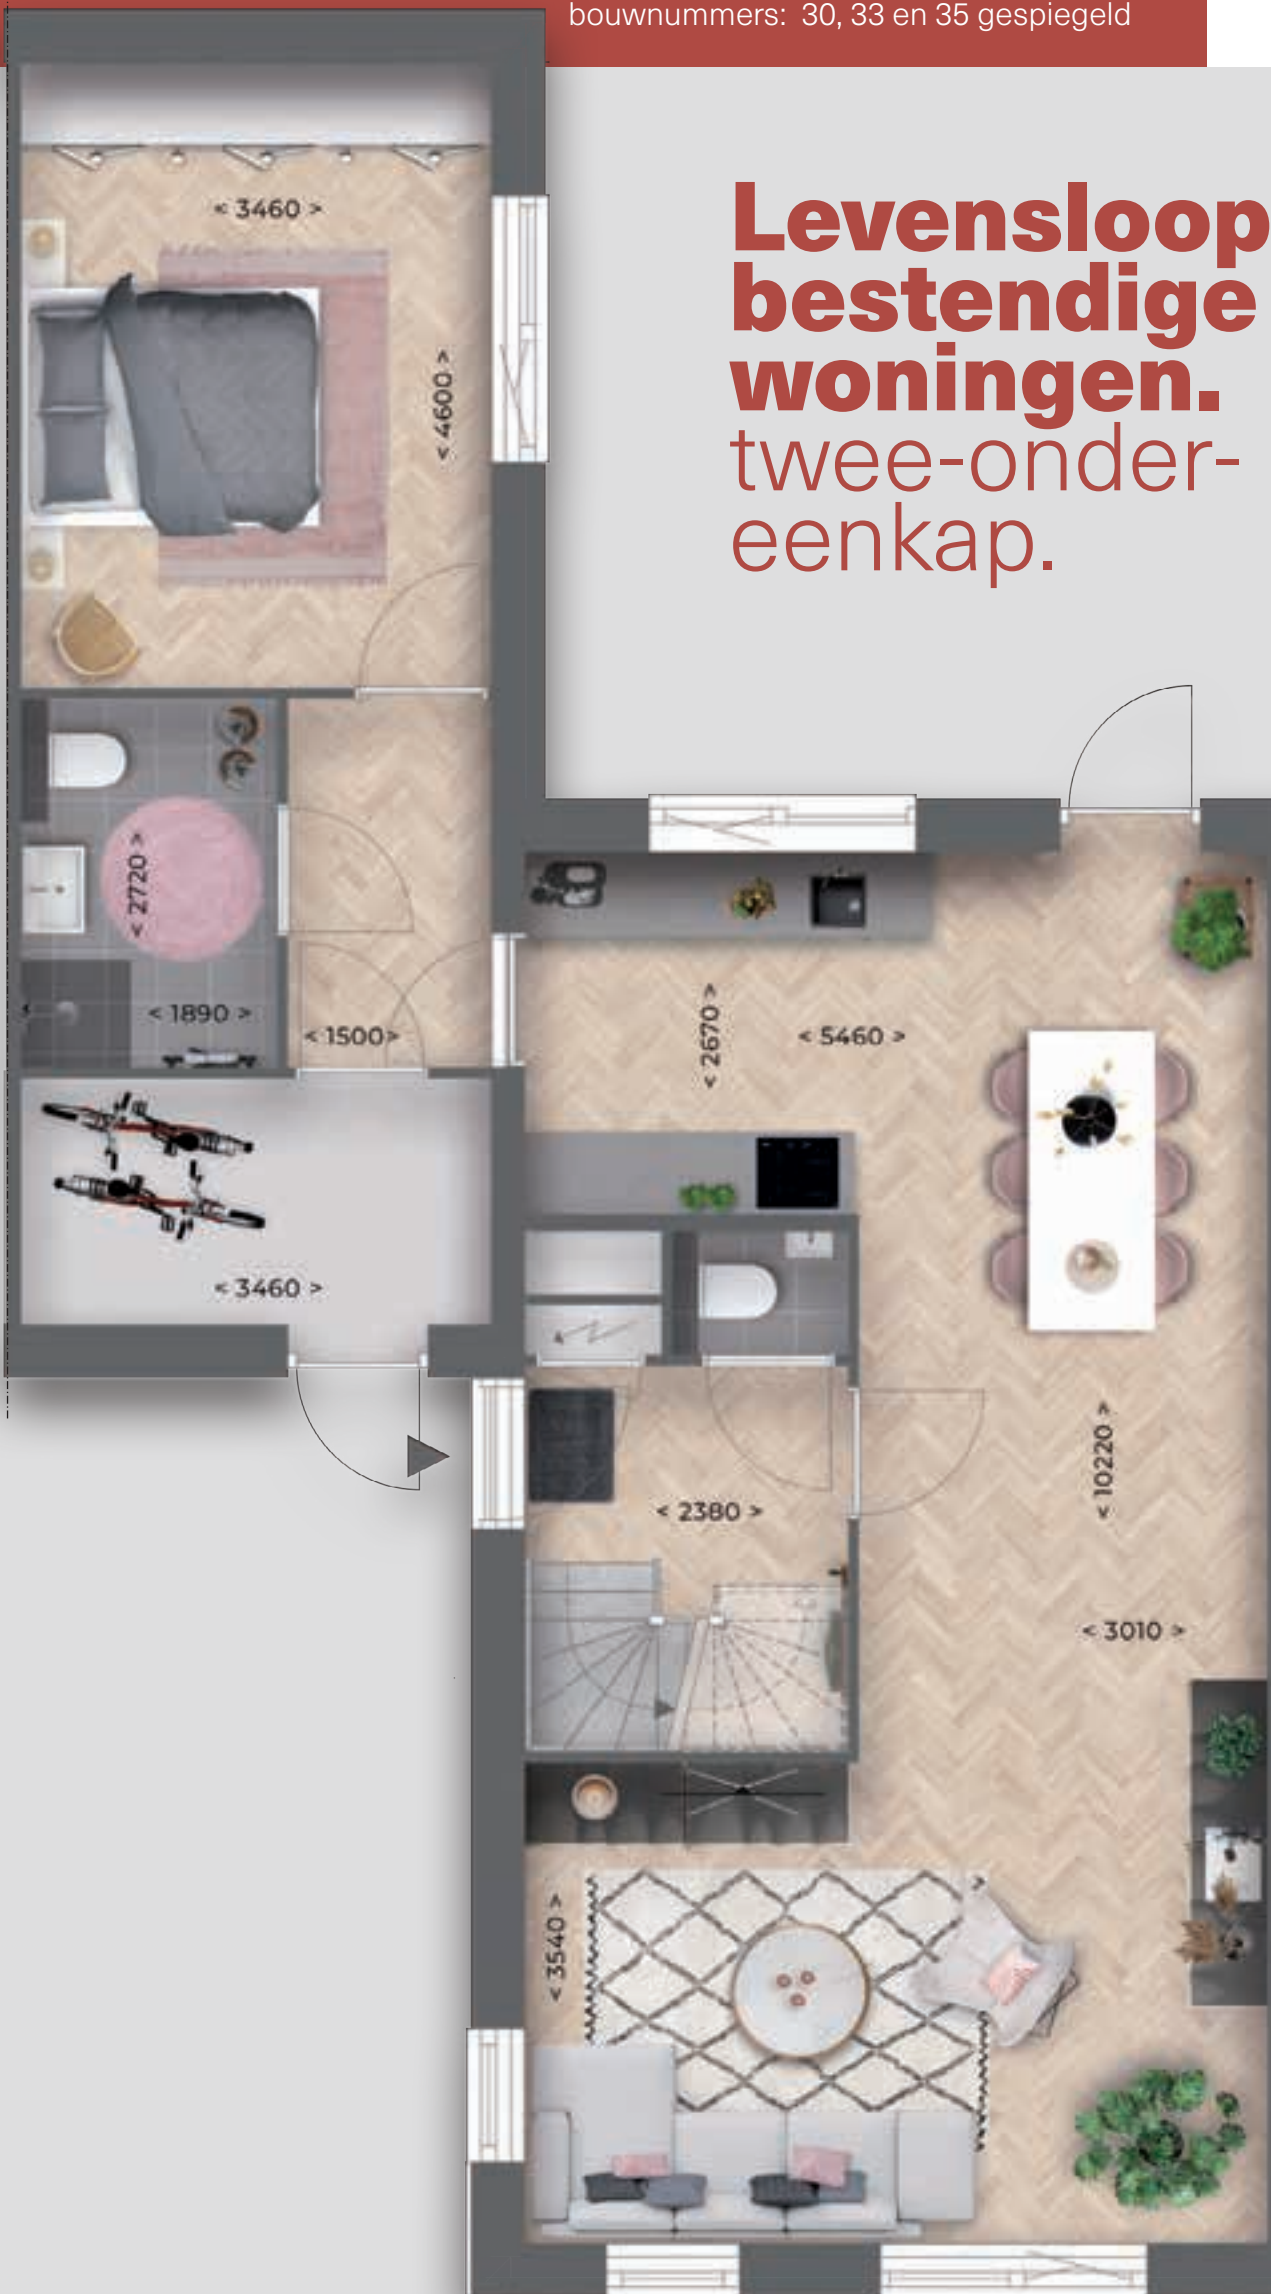 bouwnummers: 30, 33 en 35 gespiegeld
Levensloop
bestendige
woningen.
twee-onder-
eenkap.
< 3460 >
< 4600 >
< 2720 >
< 1890 >
< 1500>
< 2670 >
< 5460 >
< 3460 >
< 10220 >
< 2380 >
< 3010 >
< 3540 >